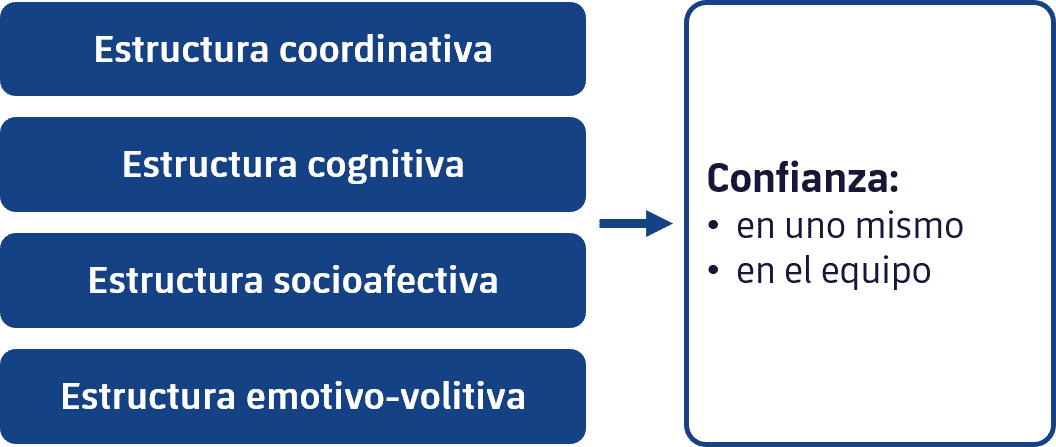 Estructura coordinativa
Estructura cognitiva
Estructura socioafectiva
Estructura emotivo-volitiva
Confianza:
• en uno mismo
• en el equipo